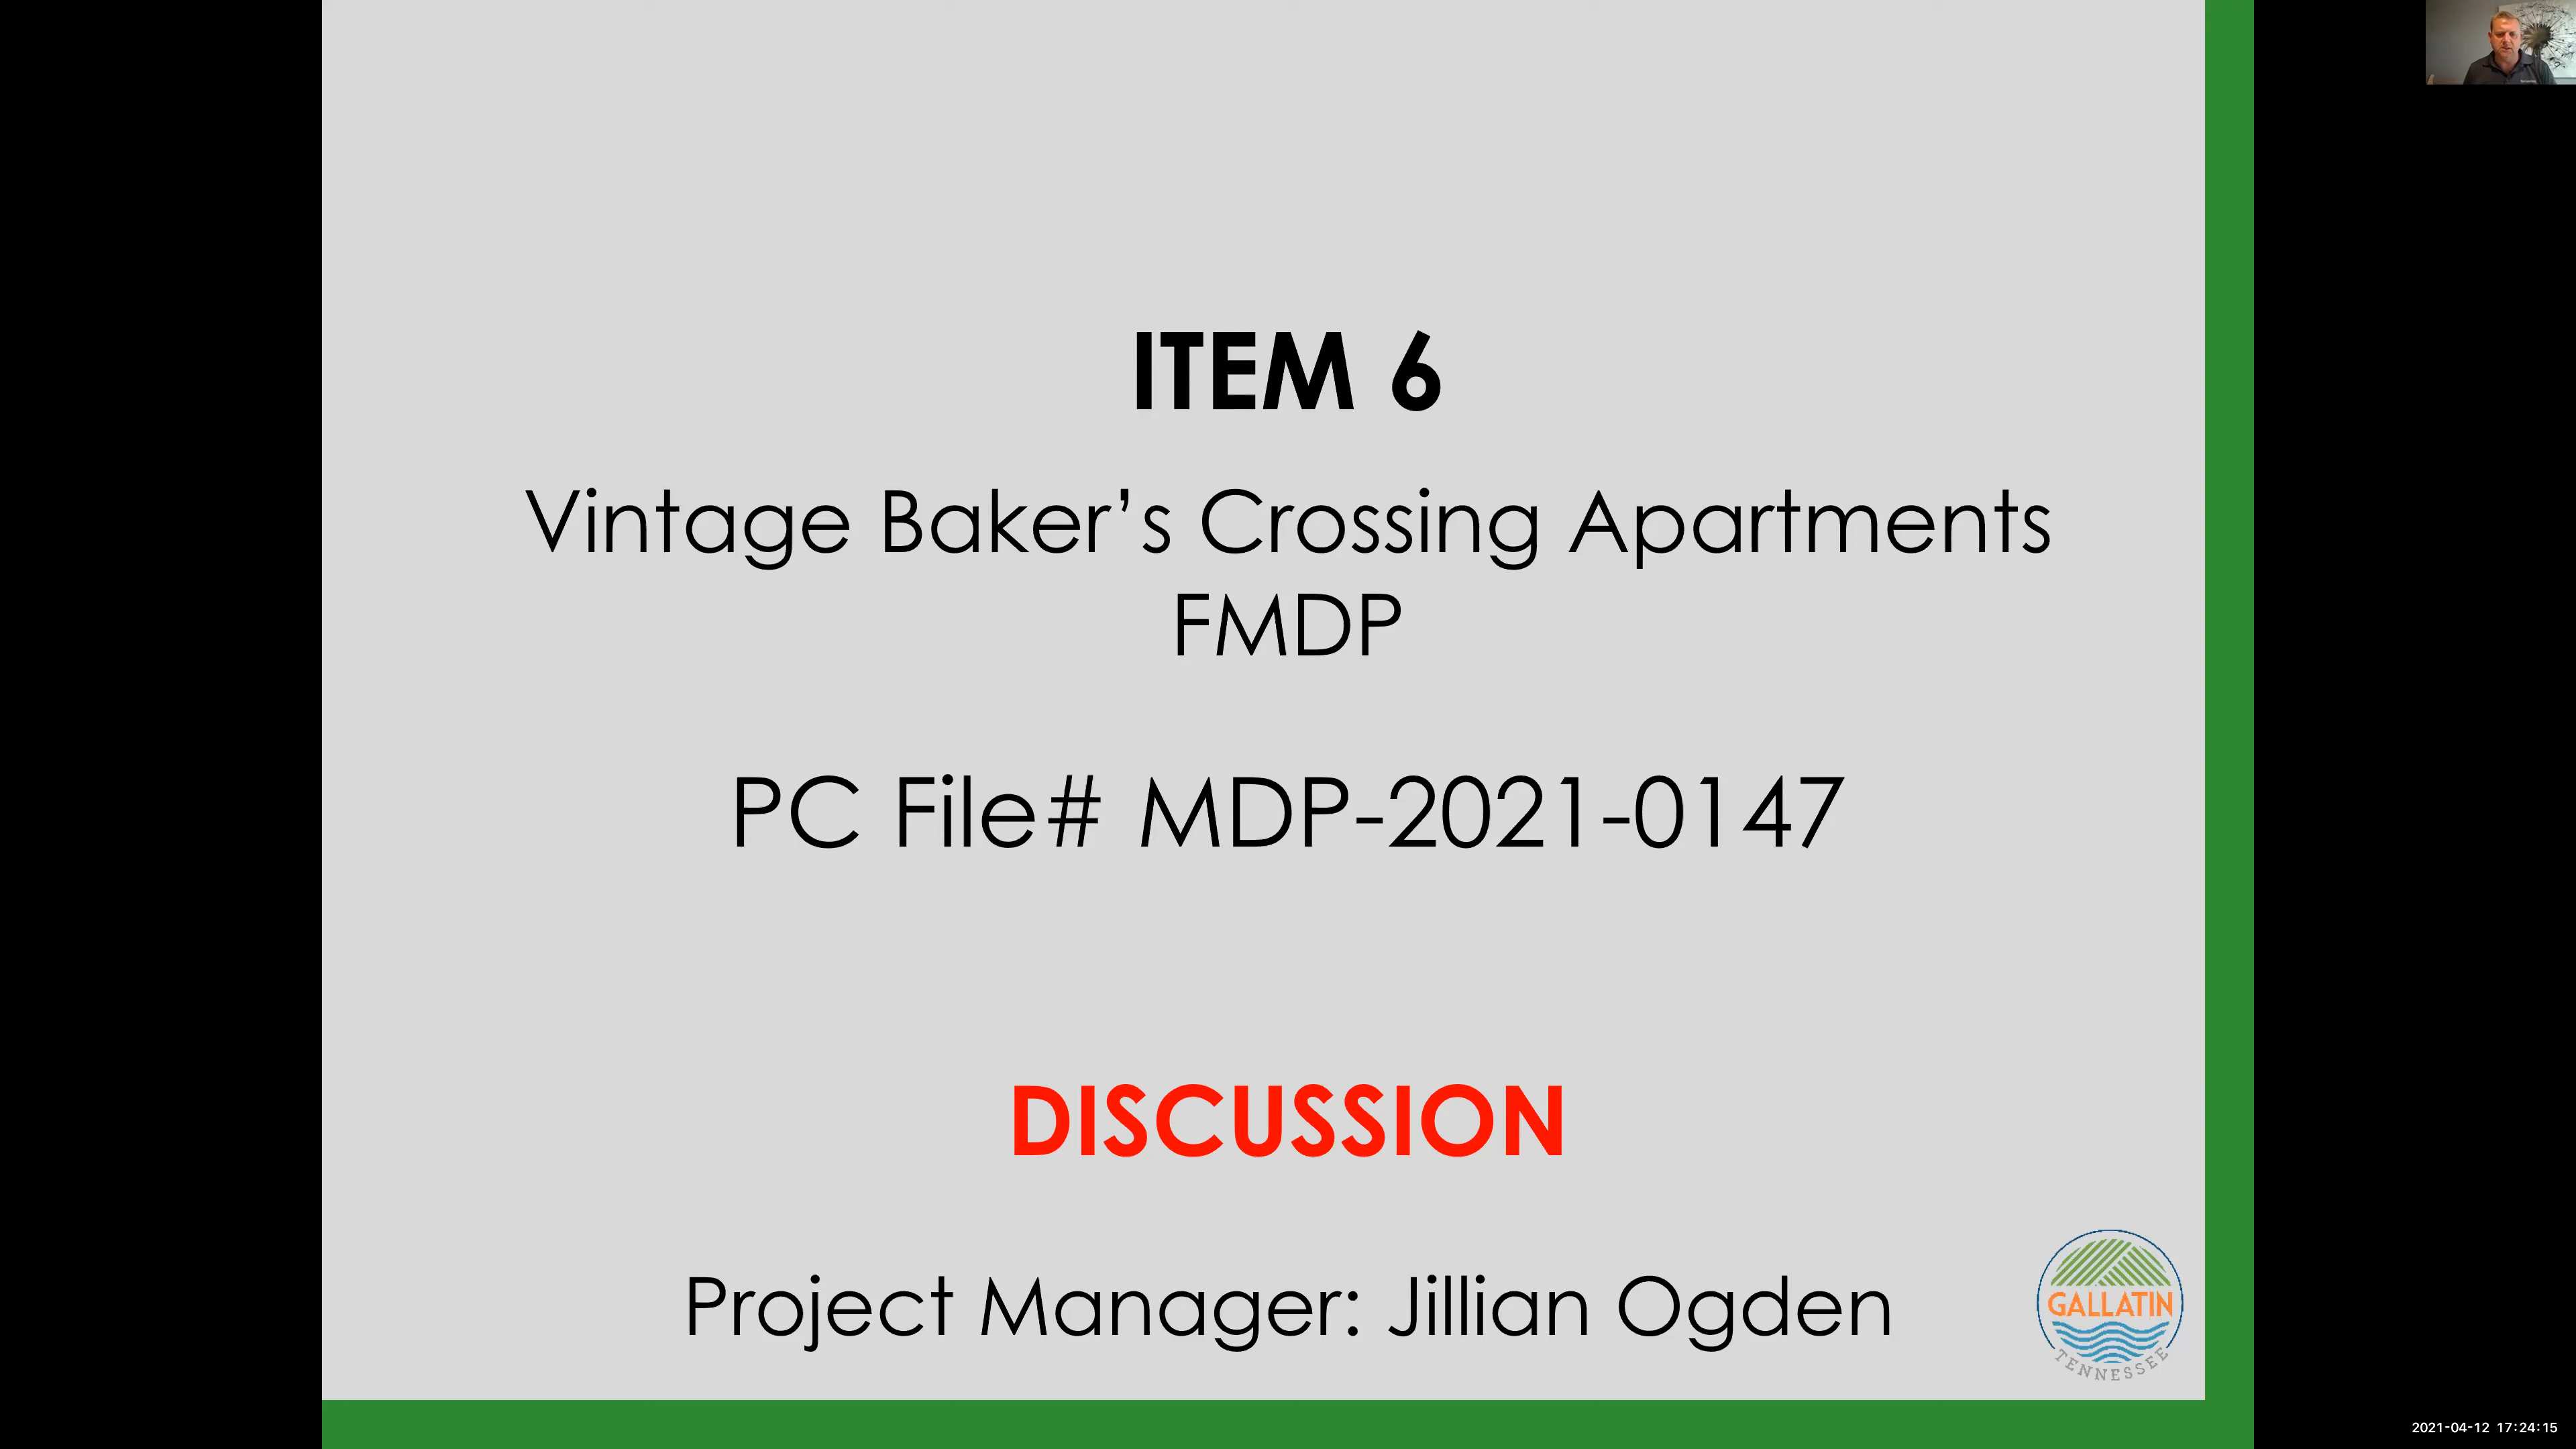 ITEM 6
Vintage Baker’s Crossing Apartments
FMDP
PC File# MDP-2021-0147
DISCUSSION
Project Manager: Jillian Ogden
GALLATIN
TENNESSEE
2021-04-12 17:24:15